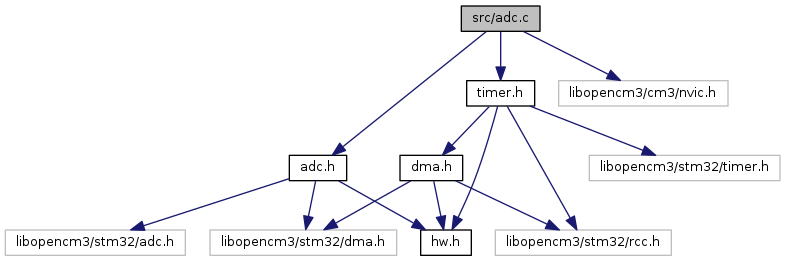 src/adc.c
timer.h
libopencm3/cm3/nvic.h
adc.h
dma.h
libopencm3/stm32/timer.h
libopencm3/stm32/adc.h
libopencm3/stm32/dma.h
hw.h
libopencm3/stm32/rcc.h